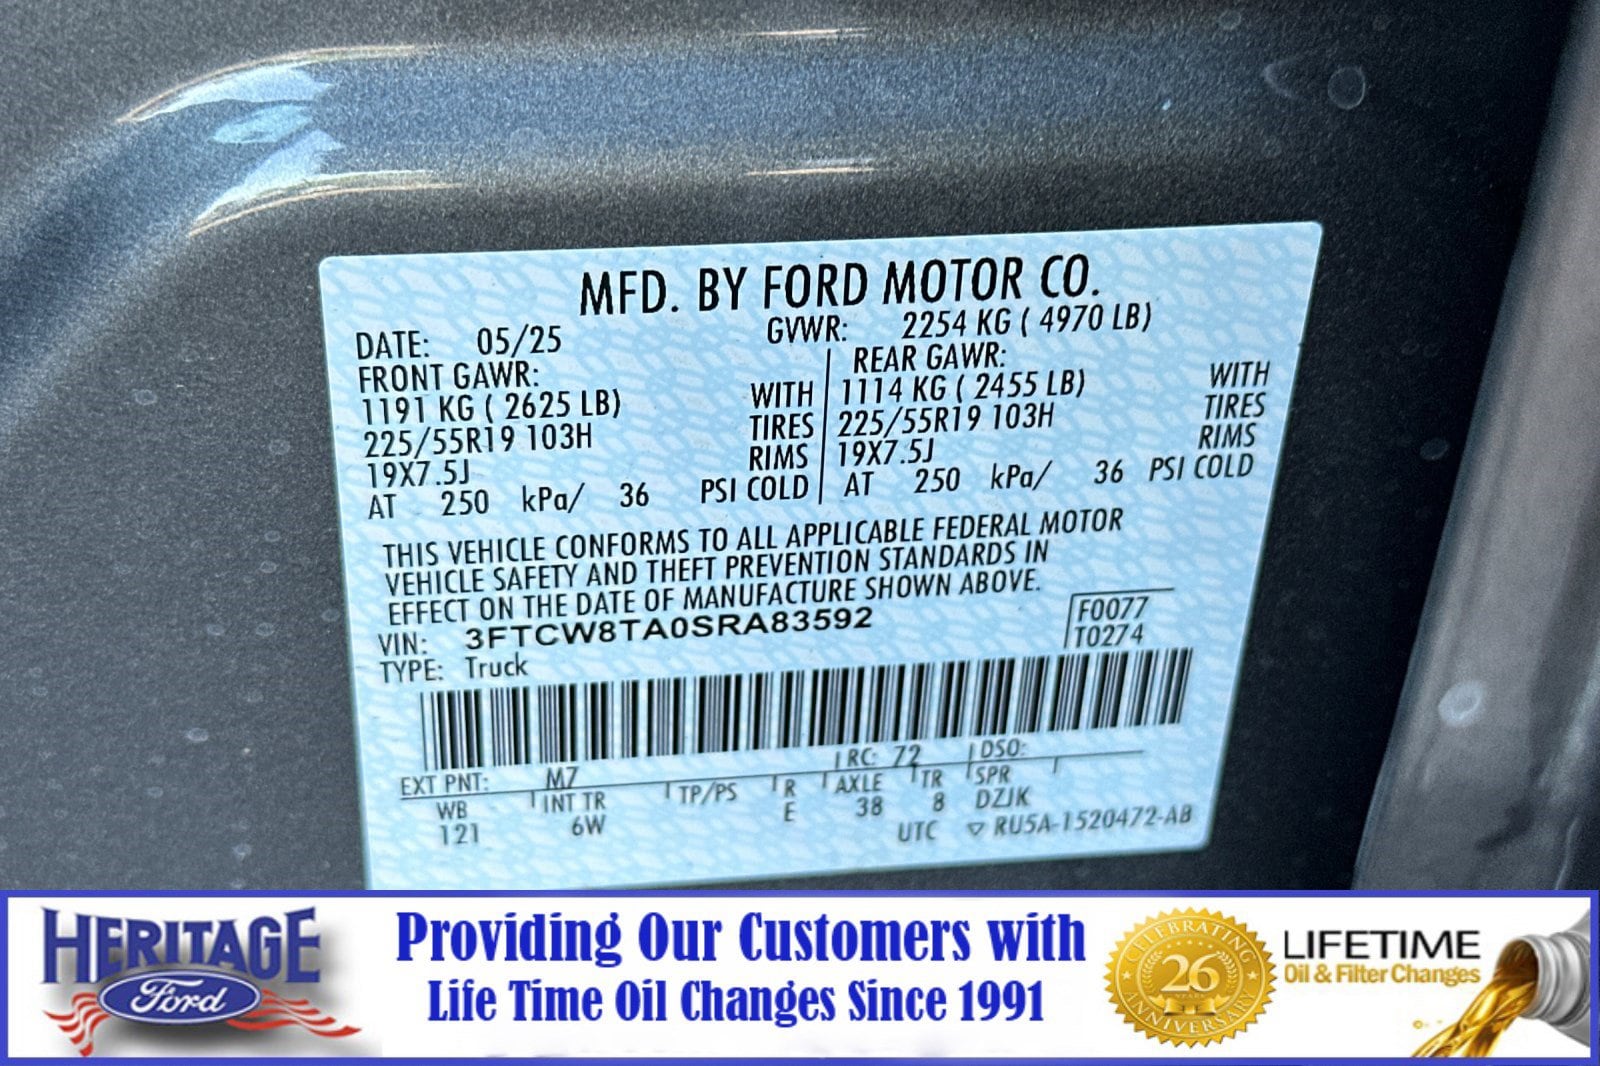 MFD. BY FORD MOTOR CO.
DATE: 05/25 GVWR: 2254 KG ( 4970 LB)
FRONT GAWR: REAR GAWR:
1191 KG ( 2625 LB) WITH 1114 KG ( 2455 LB) WITH
225/55R19 103H TIRES 225/55R19 103H TIRES
19X7.5J RIMS 19X7.5J RIMS
AT 250 kPa/ 36 PSI COLD AT 250 kPa/ 36 PSI COLD
THIS VEHICLE CONFORMS TO ALL APPLICABLE FEDERAL MOTOR
VEHICLE SAFETY AND THEFT PREVENTION STANDARDS IN
EFFECT ON THE DATE OF MANUFACTURE SHOWN ABOVE.
VIN: 3FTCW8TA0SRA83592 F0077
TYPE: Truck T0274
EXT PNT: M7 RC: 72 DSO:
WB INT TR TP/PS R AXLE TR SPR
121 6W E 38 8 DZJK
UTC ▽ RU5A-1520472-AB
HERITAGE
Ford
Providing Our Customers with
Life Time Oil Changes Since 1991
CELEBRATING
26
YEARS
ANNIVERSARY
LIFETIME
Oil & Filter Changes